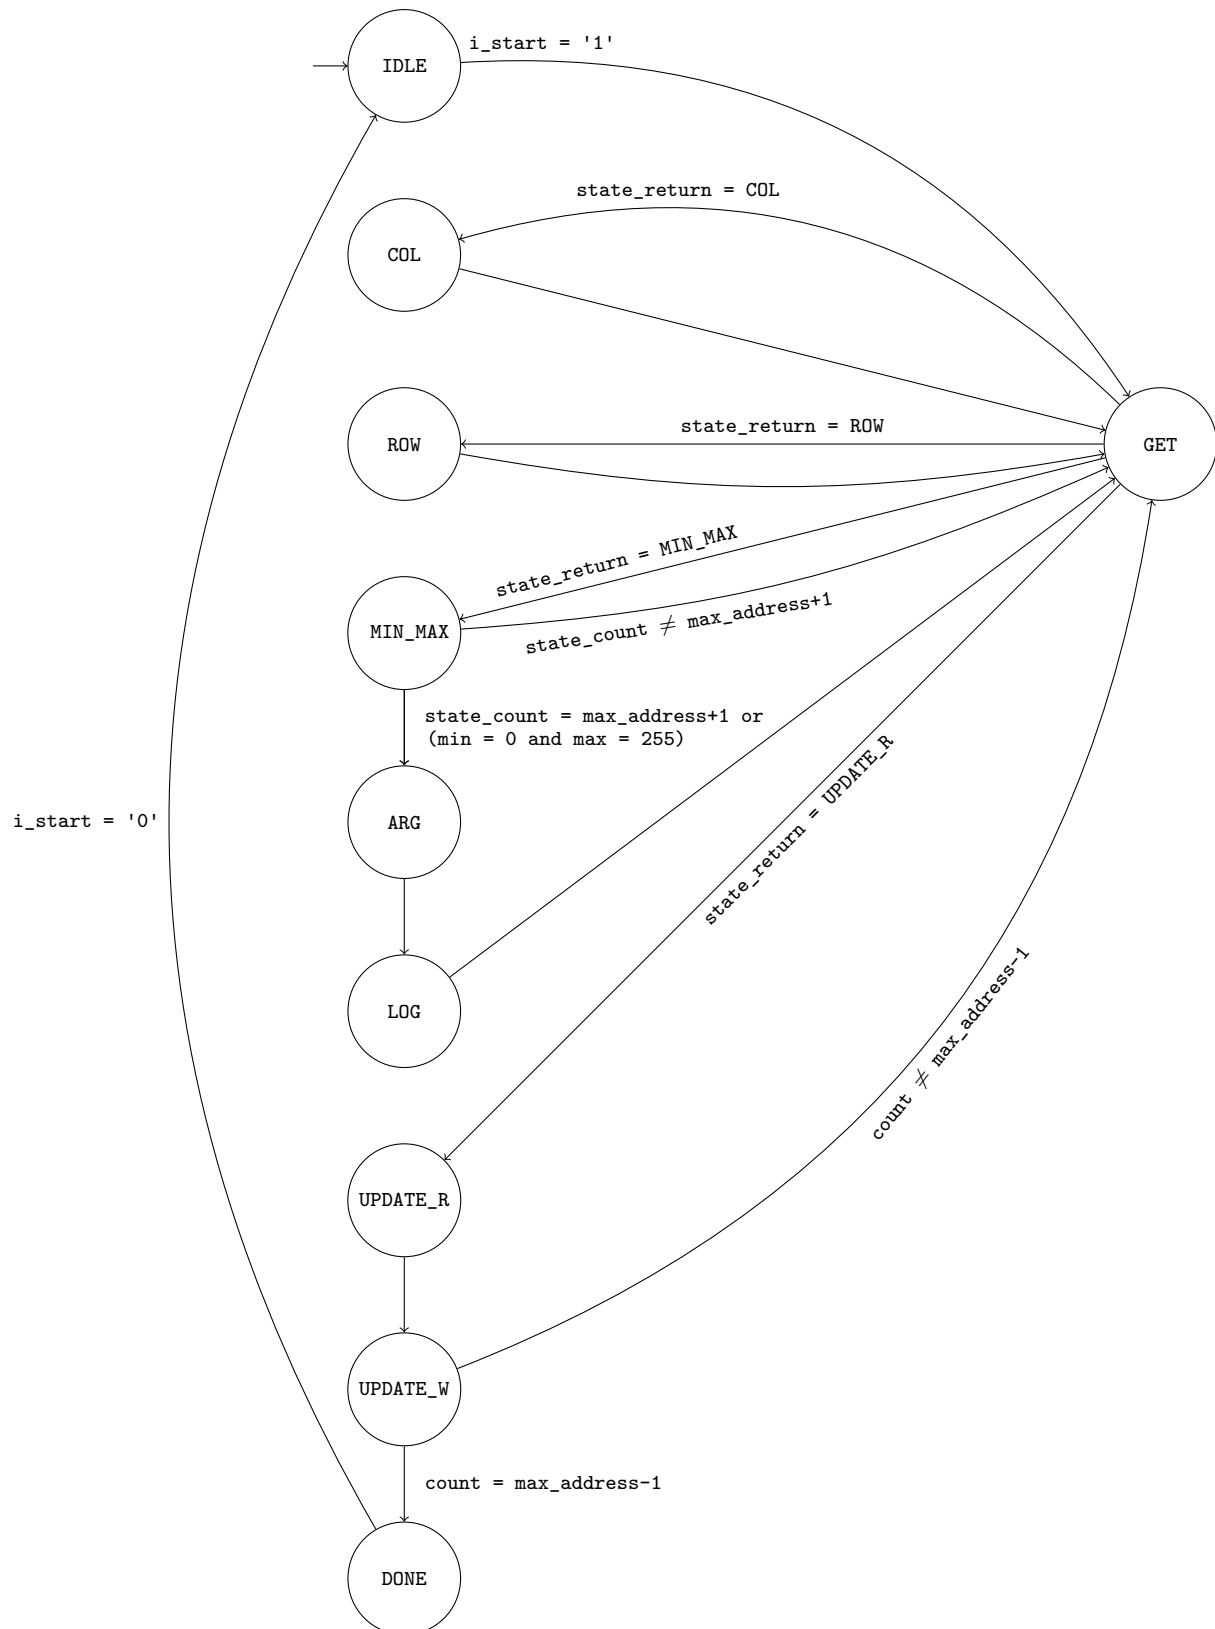 IDLE
i_start = '1'
state_return = COL
COL
state_return = ROW
ROW
GET
state_return = MIN_MAX
MIN_MAX
state_count ≠ max_address+1
state_count = max_address+1 or
(min = 0 and max = 255)
state_return = UPDATE_R
ARG
i_start = '0'
LOG
count ≠ max_address-1
UPDATE_R
UPDATE_W
count = max_address-1
DONE